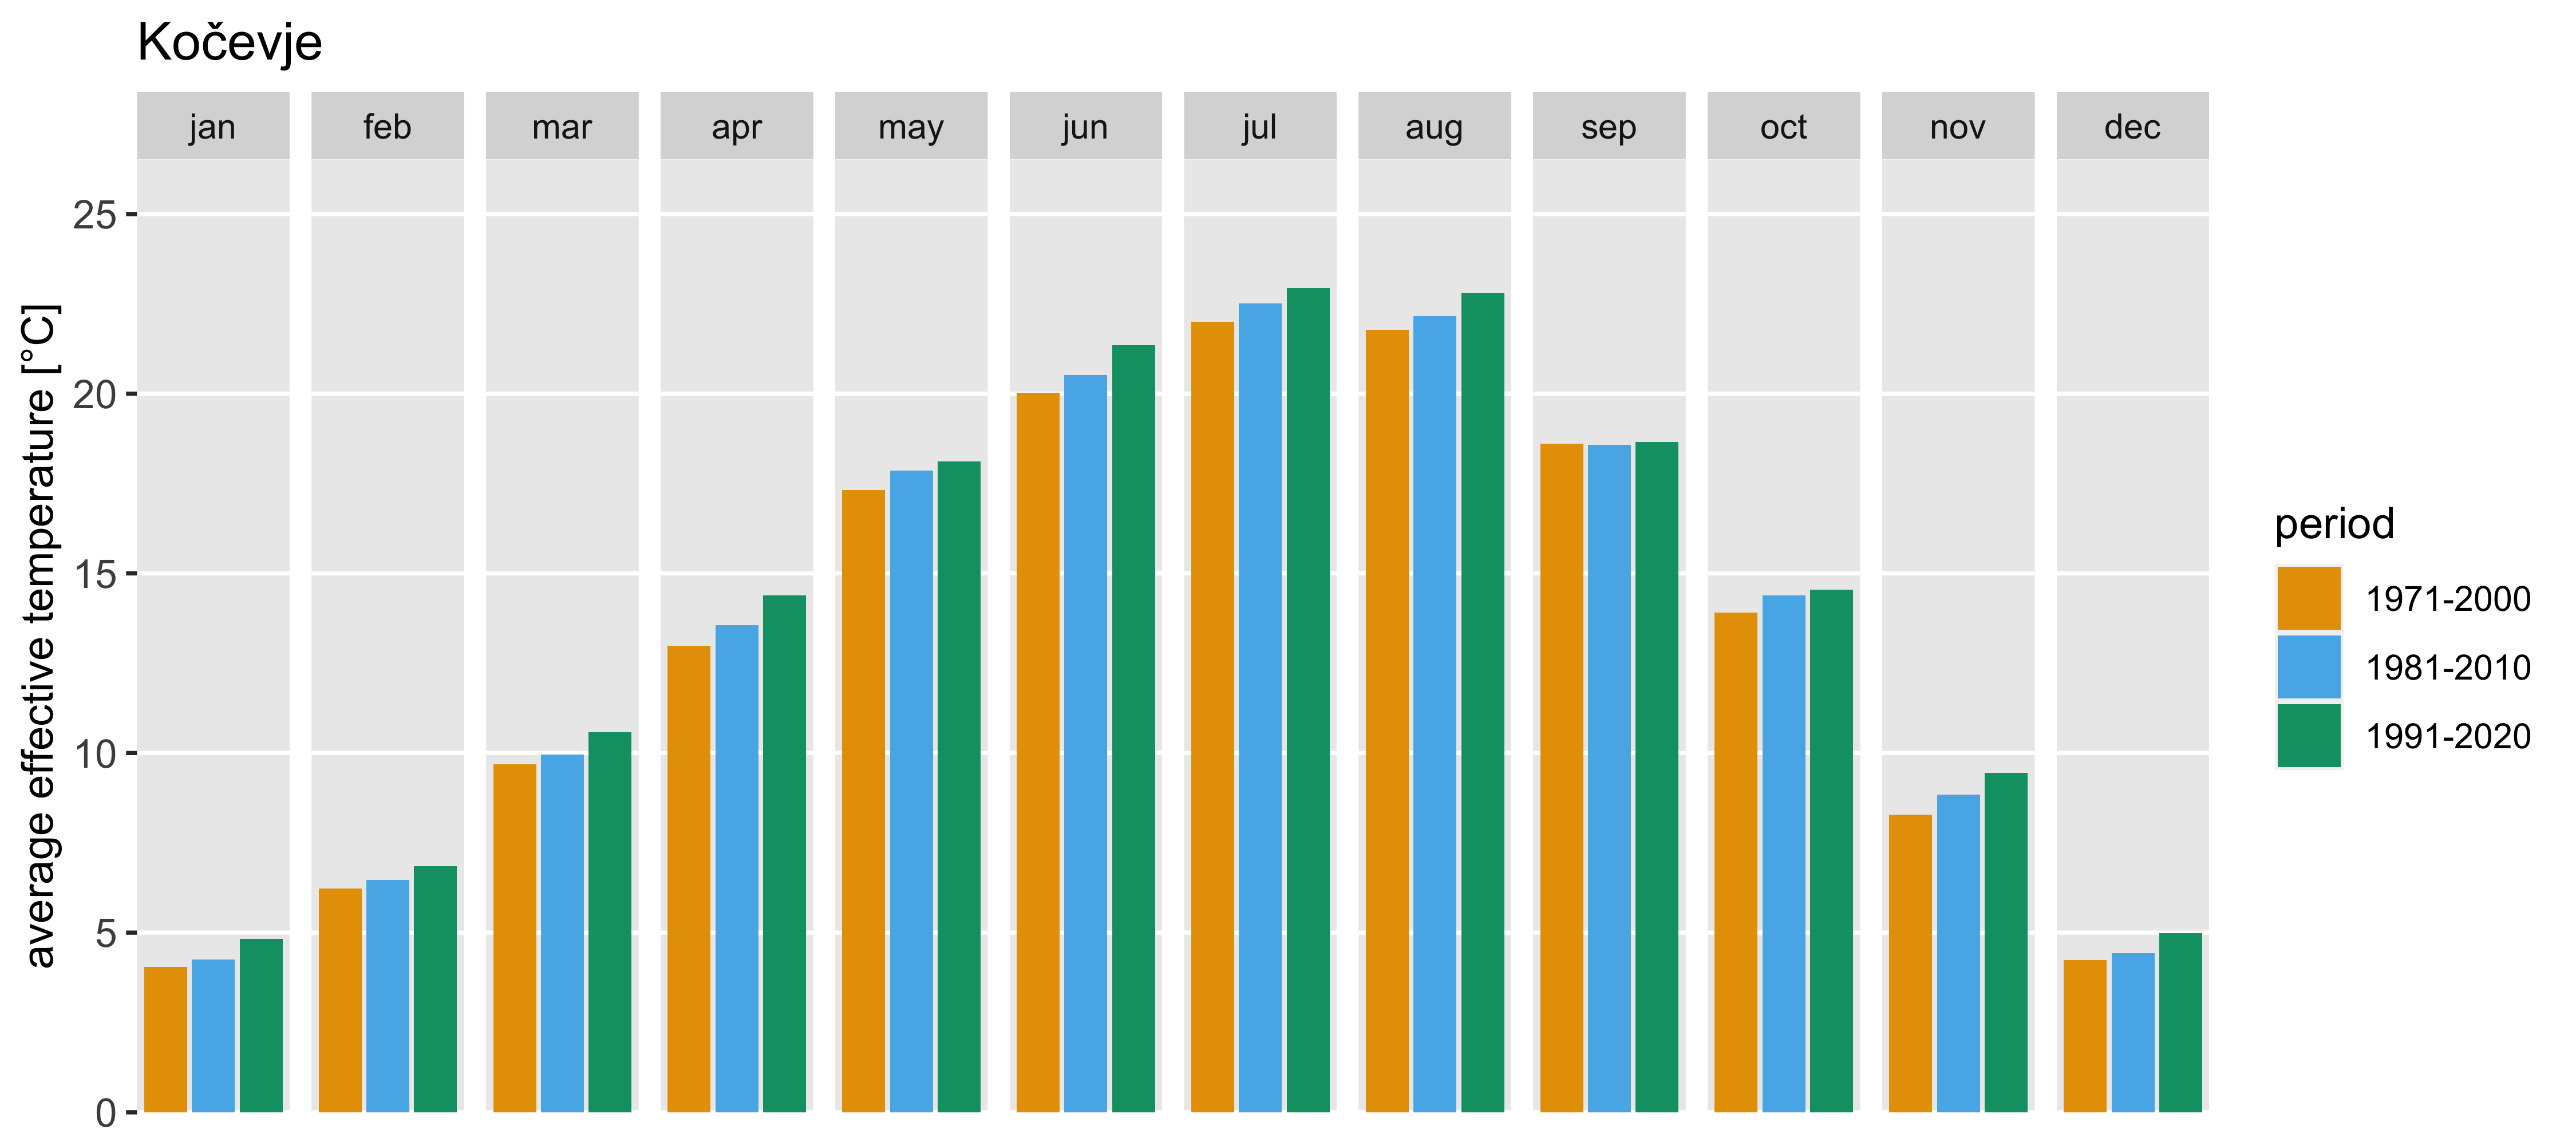 Kočevje
jan feb mar apr may jun jul aug sep oct nov dec
average effective temperature [°C]
25
20
15
10
5
0
period
1971-2000
1981-2010
1991-2020